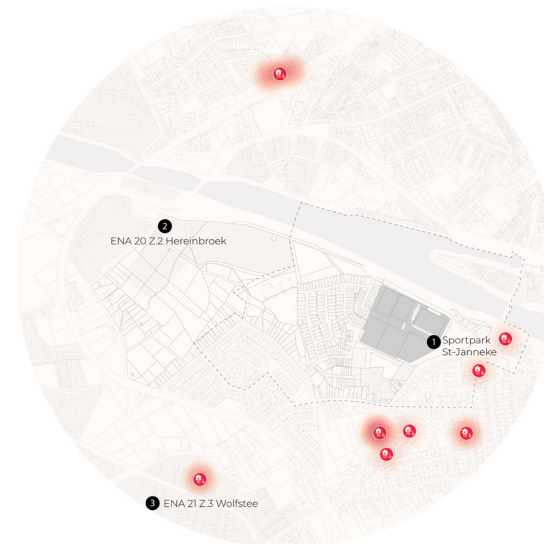 2
ENA 20 Z.2 Hereinbroek
1
Sportpark
St-Janneke
3
ENA 21 Z.3 Wolfstee